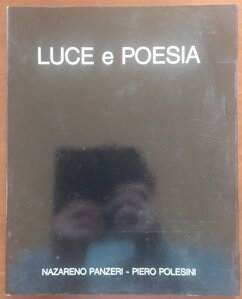 LUCE e POESIA
NAZARENO PANZERI - PIERO POLESINI